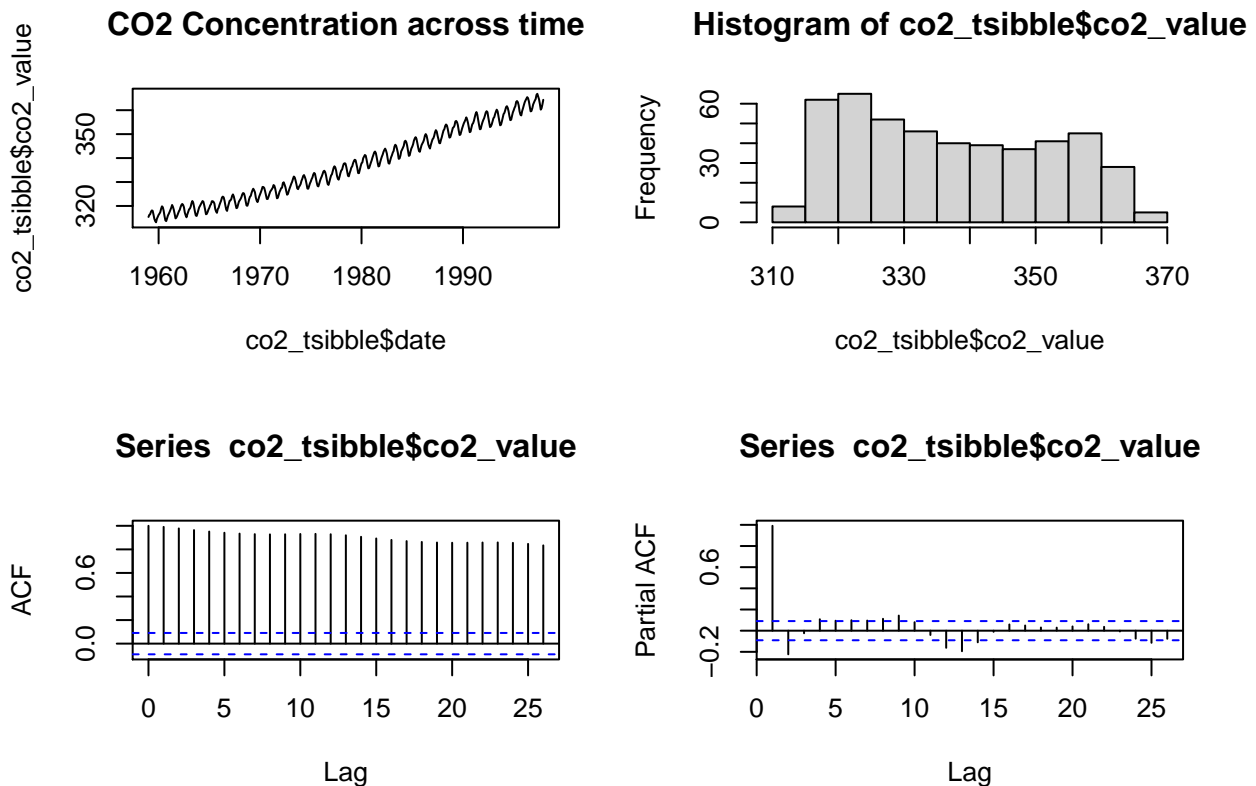 CO2 Concentration across time
co2_tsibble$co2_value
320
350
1960
1970
1980
1990
co2_tsibble$date
Histogram of co2_tsibble$co2_value
Frequency
0
30
60
310
330
350
370
co2_tsibble$co2_value
Series co2_tsibble$co2_value
ACF
0.0
0.6
0
5
10
15
20
25
Lag
Series co2_tsibble$co2_value
Partial ACF
−0.2
0.6
0
5
10
15
20
25
Lag